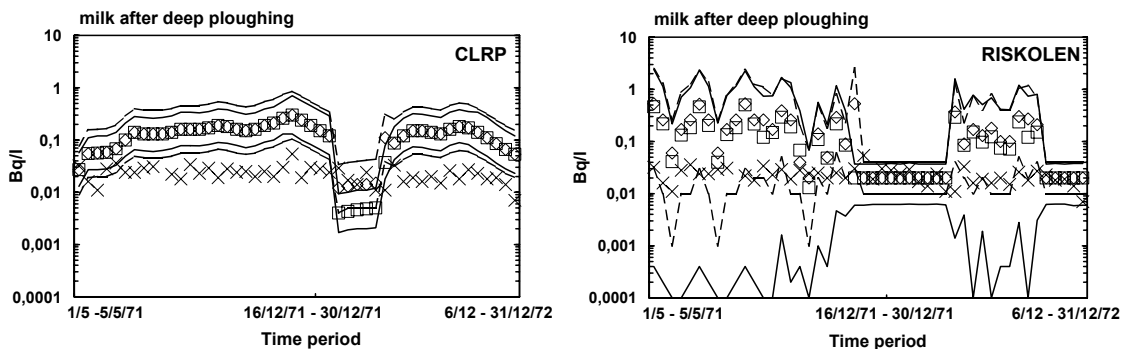 milk after deep ploughing
10
CLRP
1
0,1
0,01
0,001
0,0001
Bq/l
1/5 -5/5/71
16/12/71 - 30/12/71
6/12 - 31/12/72
Time period
milk after deep ploughing
10
RISKOLEN
1
0,1
0,01
0,001
0,0001
Bq/l
1/5 - 5/5/71
16/12/71 - 30/12/71
6/12 - 31/12/72
Time period